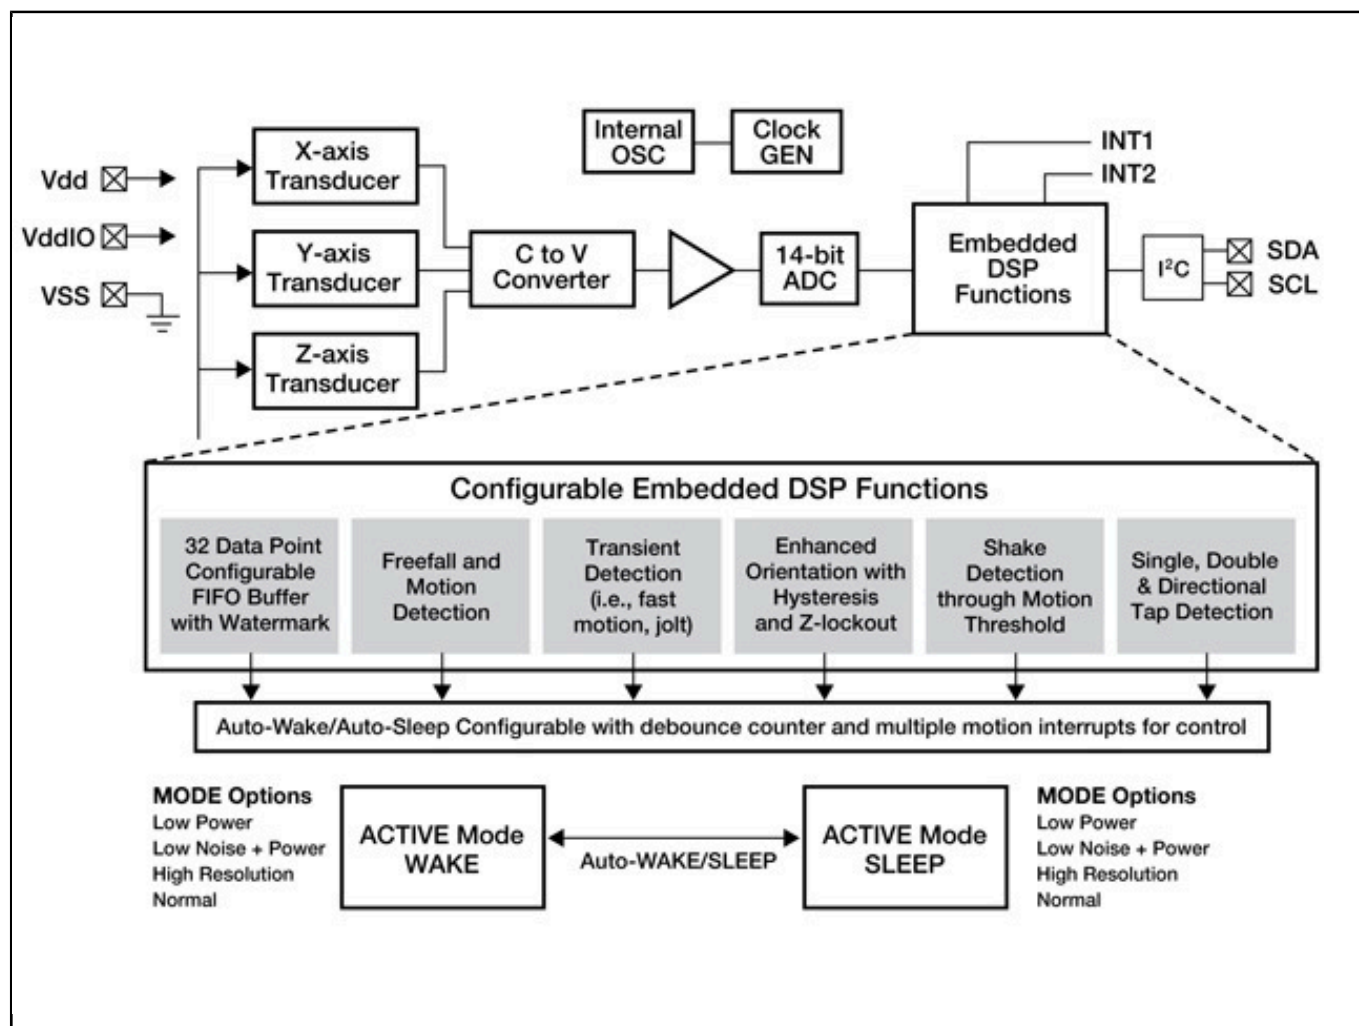 Vdd
VddIO
VSS
X-axis
Transducer
Y-axis
Transducer
Z-axis
Transducer
C to V
Converter
Internal
OSC
Clock
GEN
14-bit
ADC
Embedded
DSP
Functions
INT1
INT2
I²C
SDA
SCL
Configurable Embedded DSP Functions
32 Data Point
Configurable
FIFO Buffer
with Watermark
Freefall and
Motion
Detection
Transient
Detection
(i.e., fast
motion, jolt)
Enhanced
Orientation with
Hysteresis
and Z-lockout
Shake
Detection
through Motion
Threshold
Single, Double
& Directional
Tap Detection
Auto-Wake/Auto-Sleep Configurable with debounce counter and multiple motion interrupts for control
MODE Options
Low Power
Low Noise + Power
High Resolution
Normal
ACTIVE Mode
WAKE
Auto-WAKE/SLEEP
ACTIVE Mode
SLEEP
MODE Options
Low Power
Low Noise + Power
High Resolution
Normal